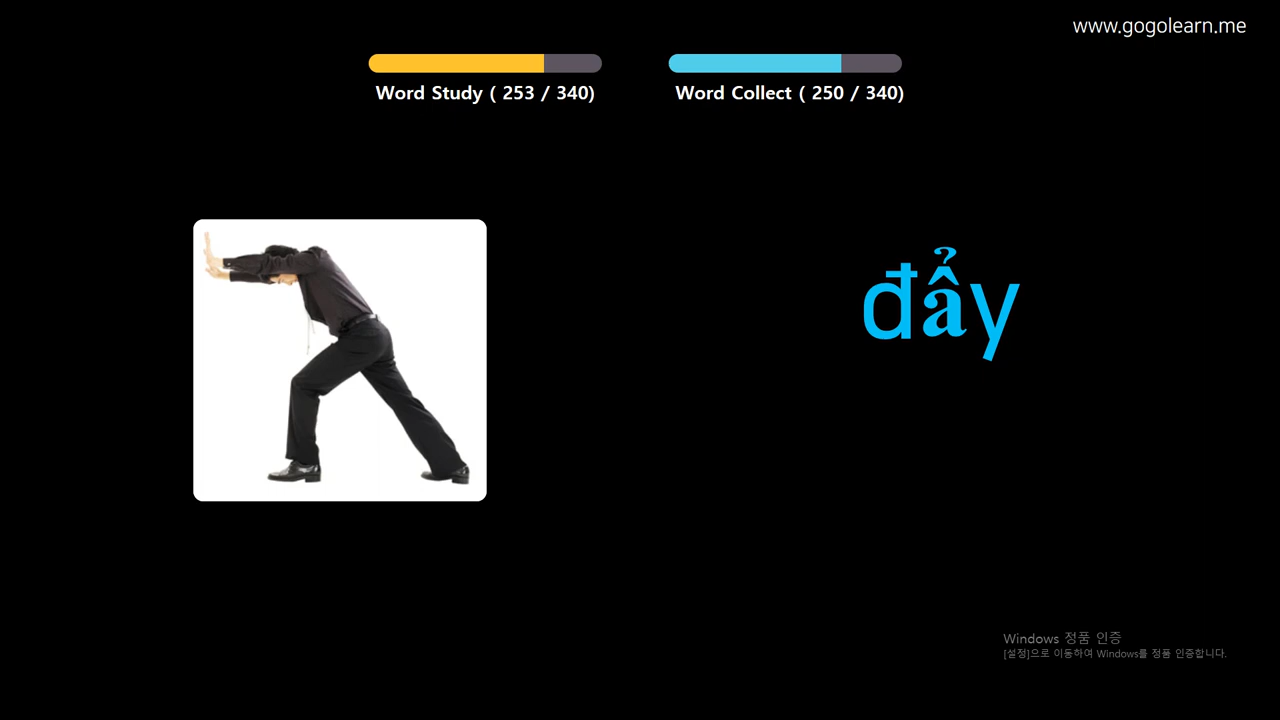 www.gogolearn.me
Word Study ( 253 / 340)
Word Collect ( 250 / 340)
đẩy
Windows 정품 인증
[설정]으로 이동하여 Windows를 정품 인증합니다.